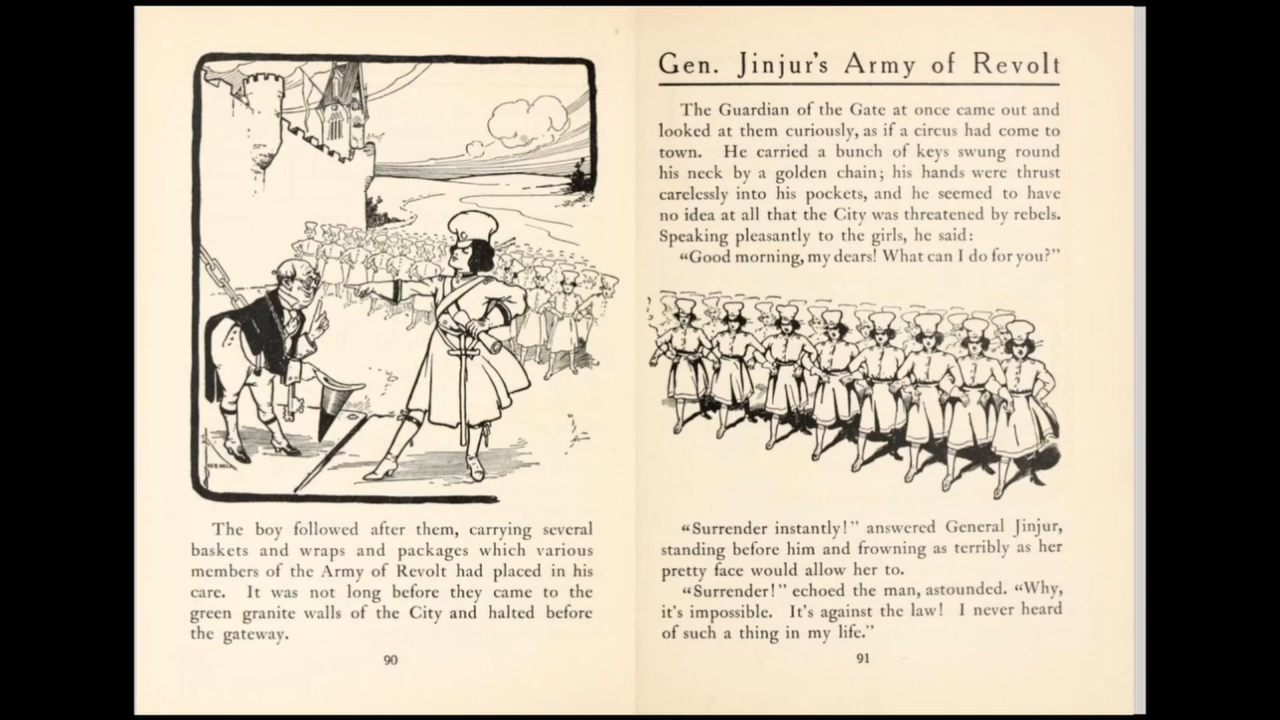 The boy followed after them, carrying several
baskets and wraps and packages which various
members of the Army of Revolt had placed in his
care. It was not long before they came to the
green granite walls of the City and halted before
the gateway.
90
Gen. Jinjur's Army of Revolt
The Guardian of the Gate at once came out and
looked at them curiously, as if a circus had come to
town. He carried a bunch of keys swung round
his neck by a golden chain; his hands were thrust
carelessly into his pockets, and he seemed to have
no idea at all that the City was threatened by rebels.
Speaking pleasantly to the girls, he said:
"Good morning, my dears! What can I do for you?"
"Surrender instantly!" answered General Jinjur,
standing before him and frowning as terribly as her
pretty face would allow her to.
"Surrender!" echoed the man, astounded. "Why,
it's impossible. It's against the law! I never heard
of such a thing in my life."
91